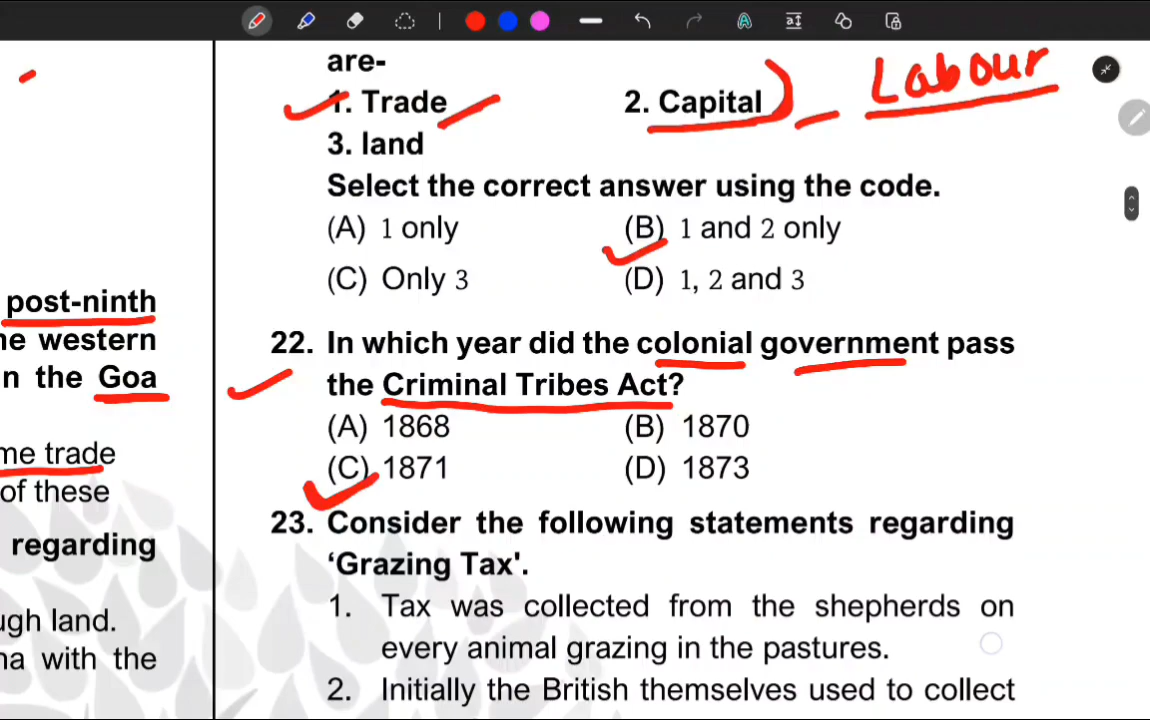 are-
1. Trade 2. Capital Labour
3. land
Select the correct answer using the code.
(A) 1 only (B) 1 and 2 only
(C) Only 3 (D) 1, 2 and 3
post-ninth
western
n the Goa
me trade
of these
regarding
ugh land.
with the
22. In which year did the colonial government pass
the Criminal Tribes Act?
(A) 1868 (B) 1870
(C) 1871 (D) 1873
23. Consider the following statements regarding
‘Grazing Tax'.
1. Tax was collected from the shepherds on
every animal grazing in the pastures.
2. Initially the British themselves used to collect